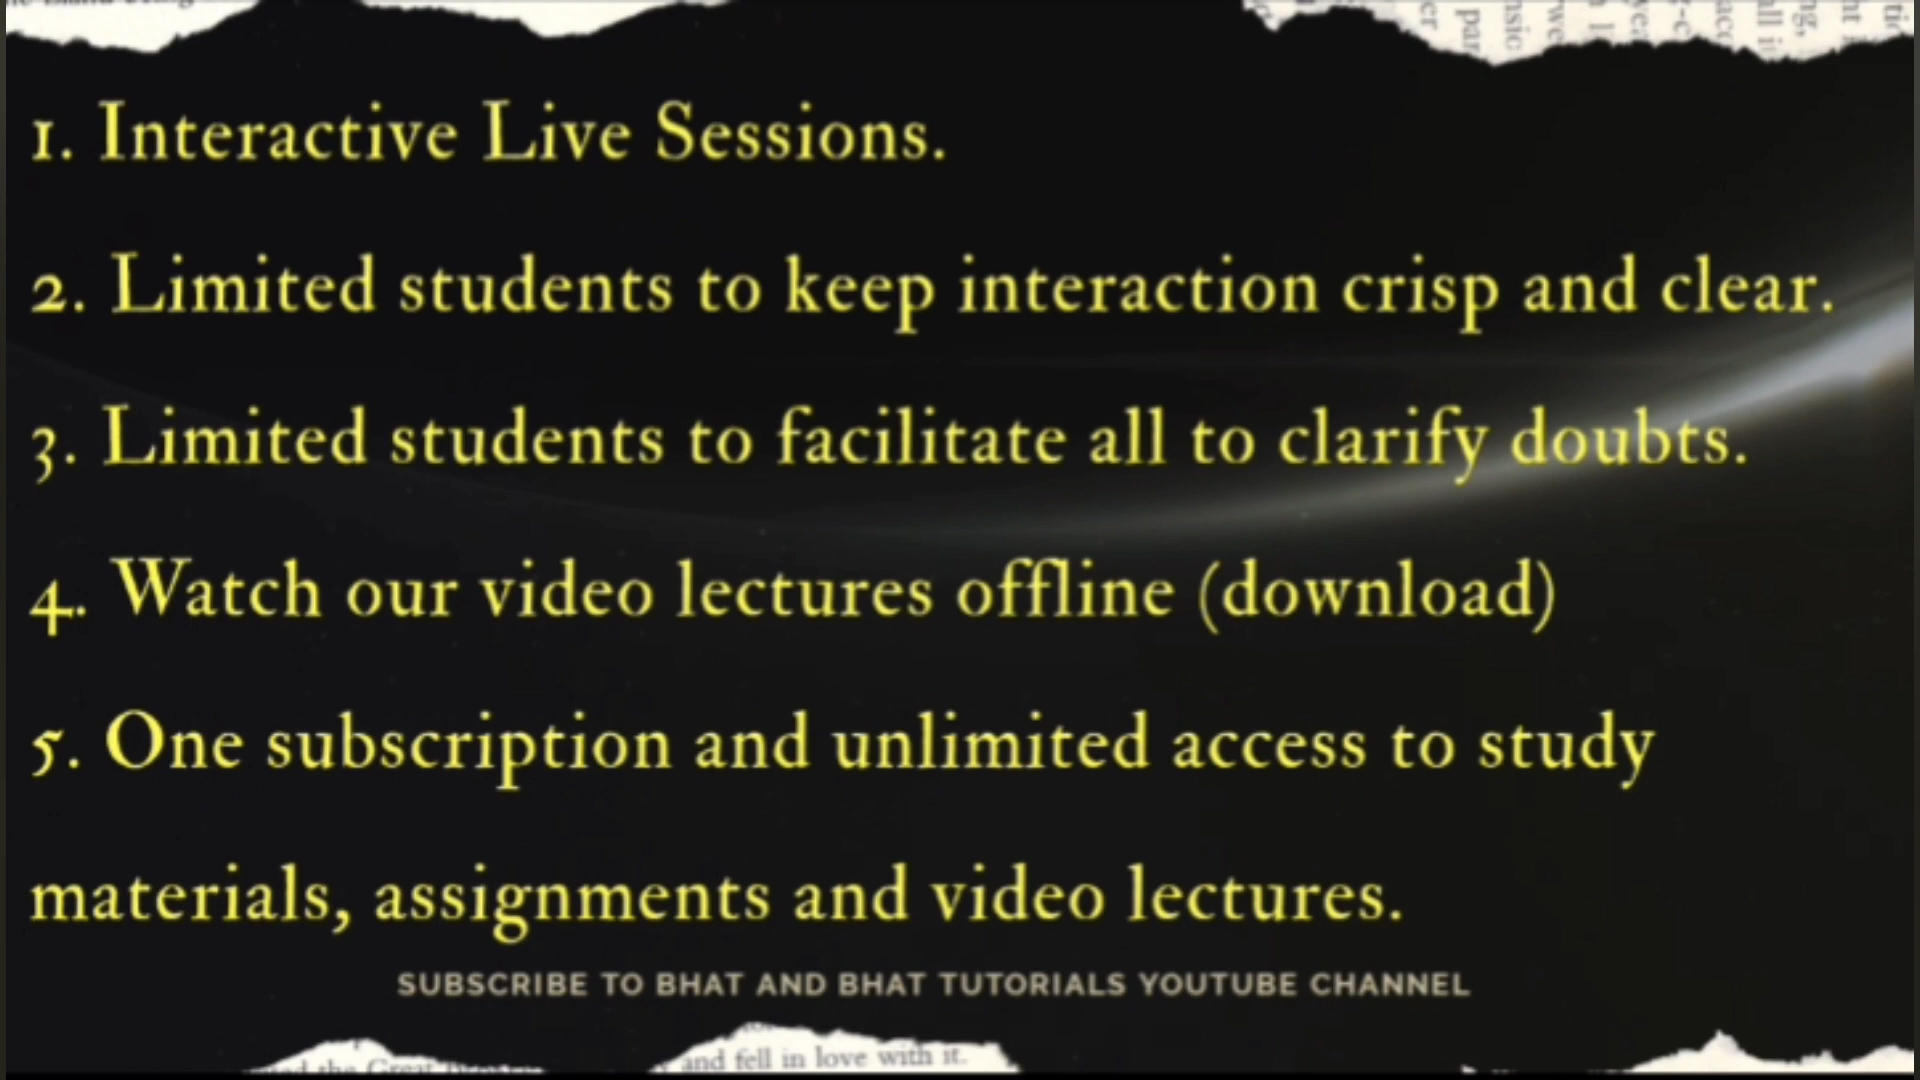 1. Interactive Live Sessions.
2. Limited students to keep interaction crisp and clear.
3. Limited students to facilitate all to clarify doubts.
4. Watch our video lectures offline (download)
5. One subscription and unlimited access to study
materials, assignments and video lectures.
SUBSCRIBE TO BHAT AND BHAT TUTORIALS YOUTUBE CHANNEL
and fell in love with it.